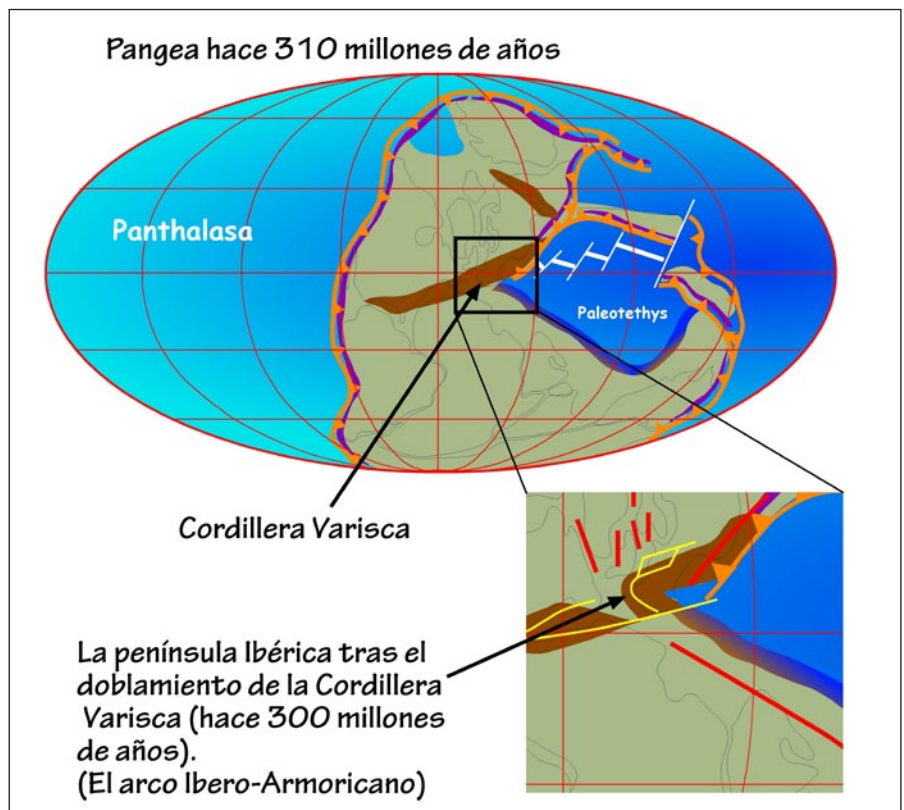 Pangea hace 310 millones de años
Panthalasa
Paleotethys
Cordillera Varisca
La península Ibérica tras el
doblamiento de la Cordillera
Varisca (hace 300 millones
de años).
(El arco Ibero-Armoricano)